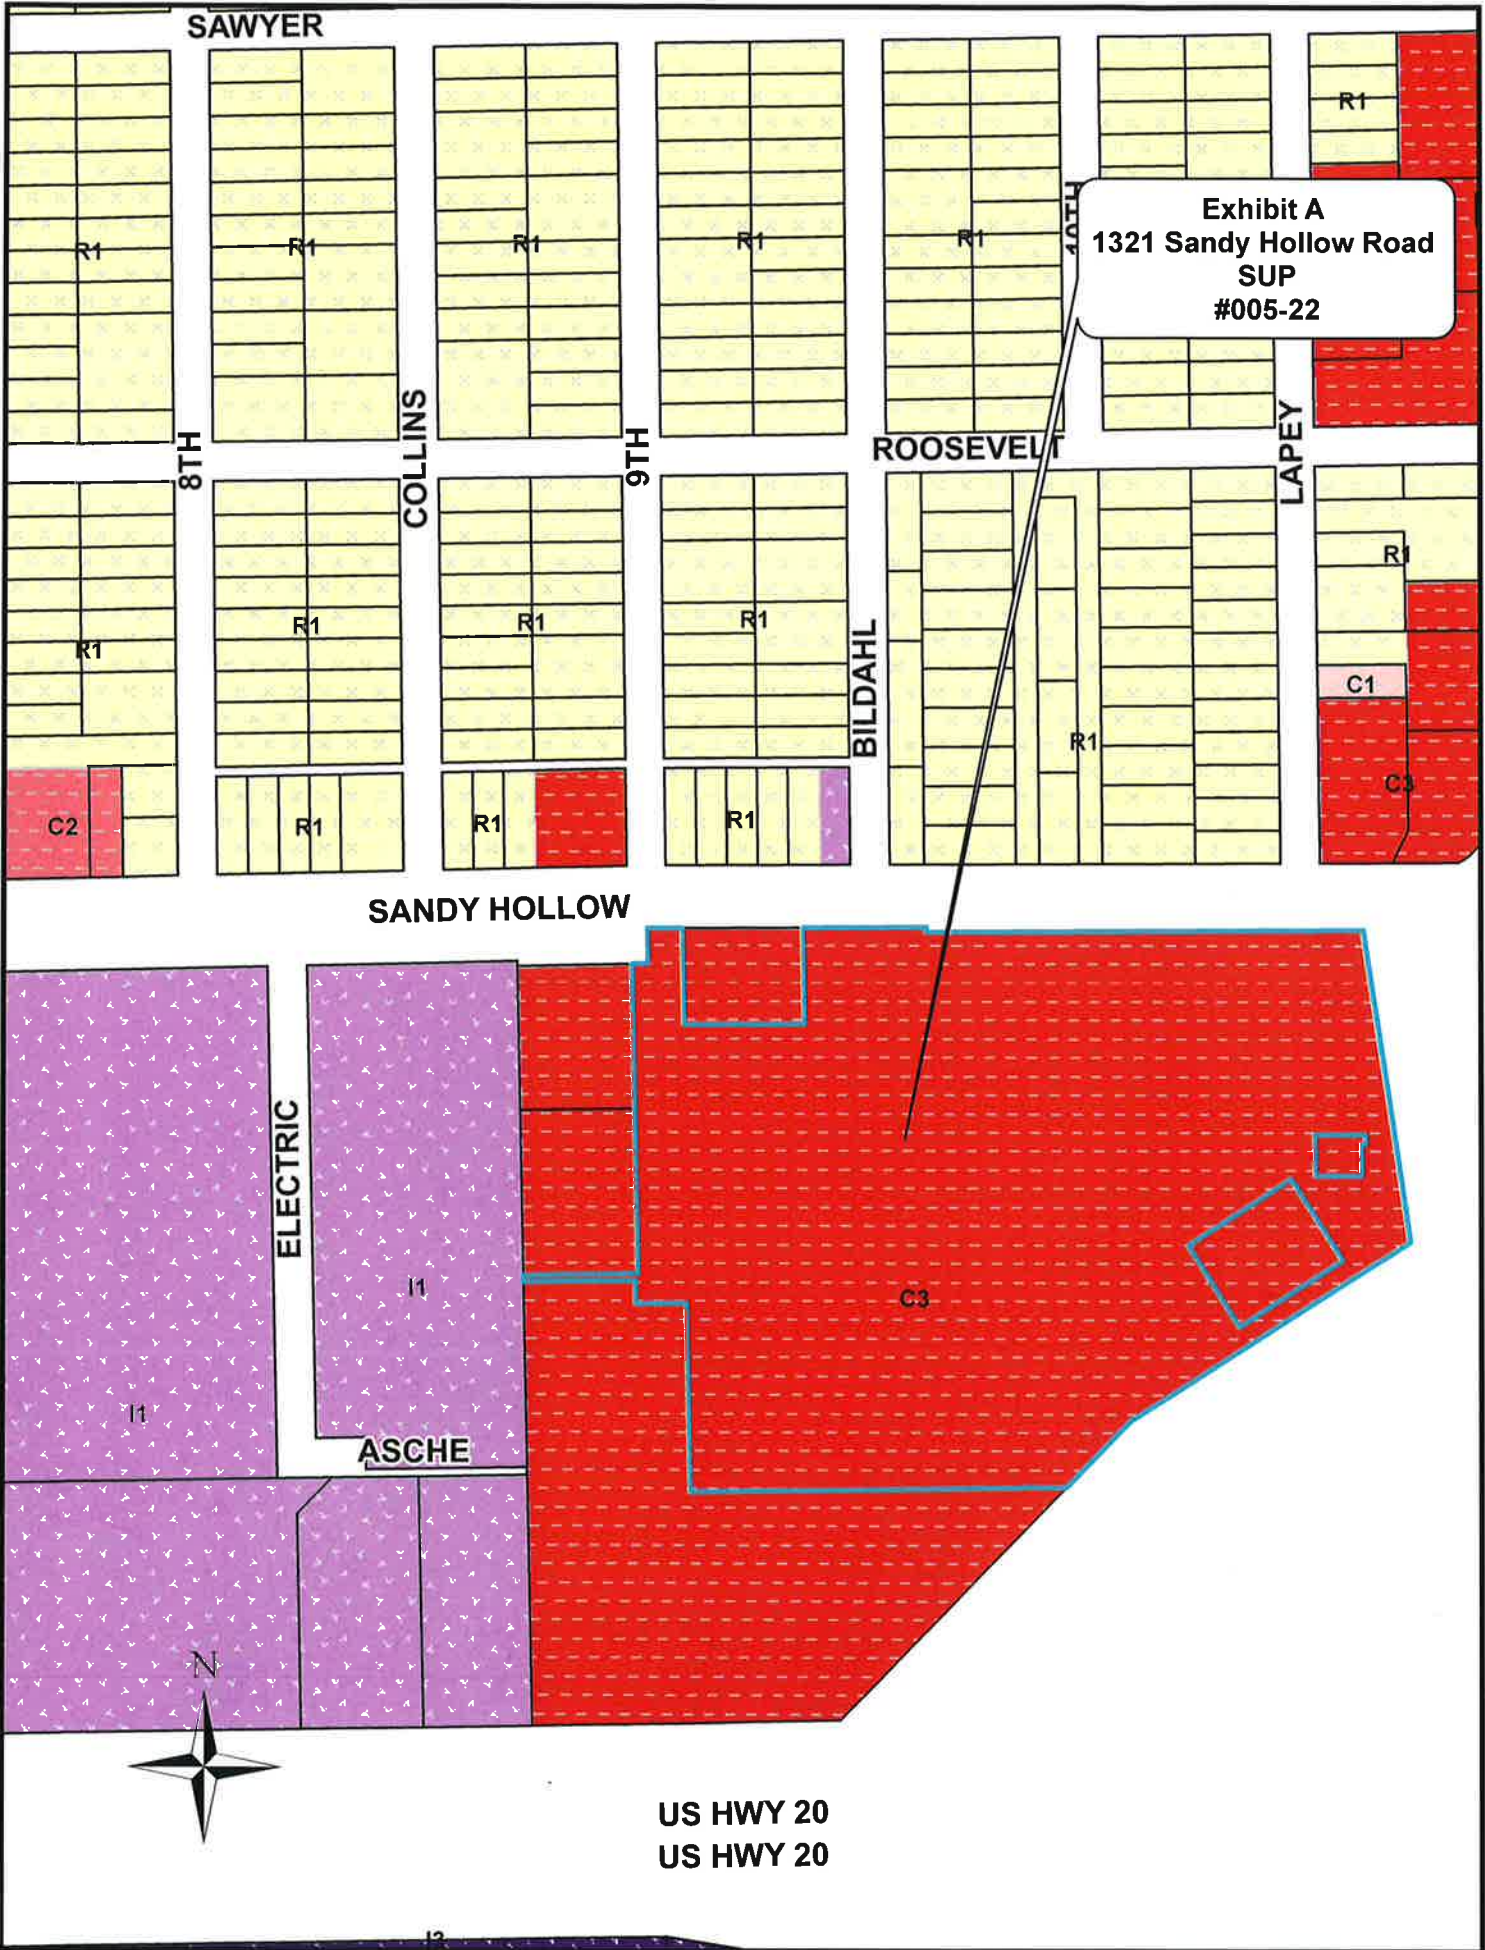 SAWYER
R1
Exhibit A
1321 Sandy Hollow Road
SUP
#005-22
10TH
R1
R1
R1
R1
R1
8TH
COLLINS
9TH
ROOSEVELT
LAPEY
R1
R1
R1
R1
R1
BILDAHL
C1
R1
C3
C2
R1
R1
R1
SANDY HOLLOW
ELECTRIC
I1
C3
I1
ASCHE
N
US HWY 20
US HWY 20